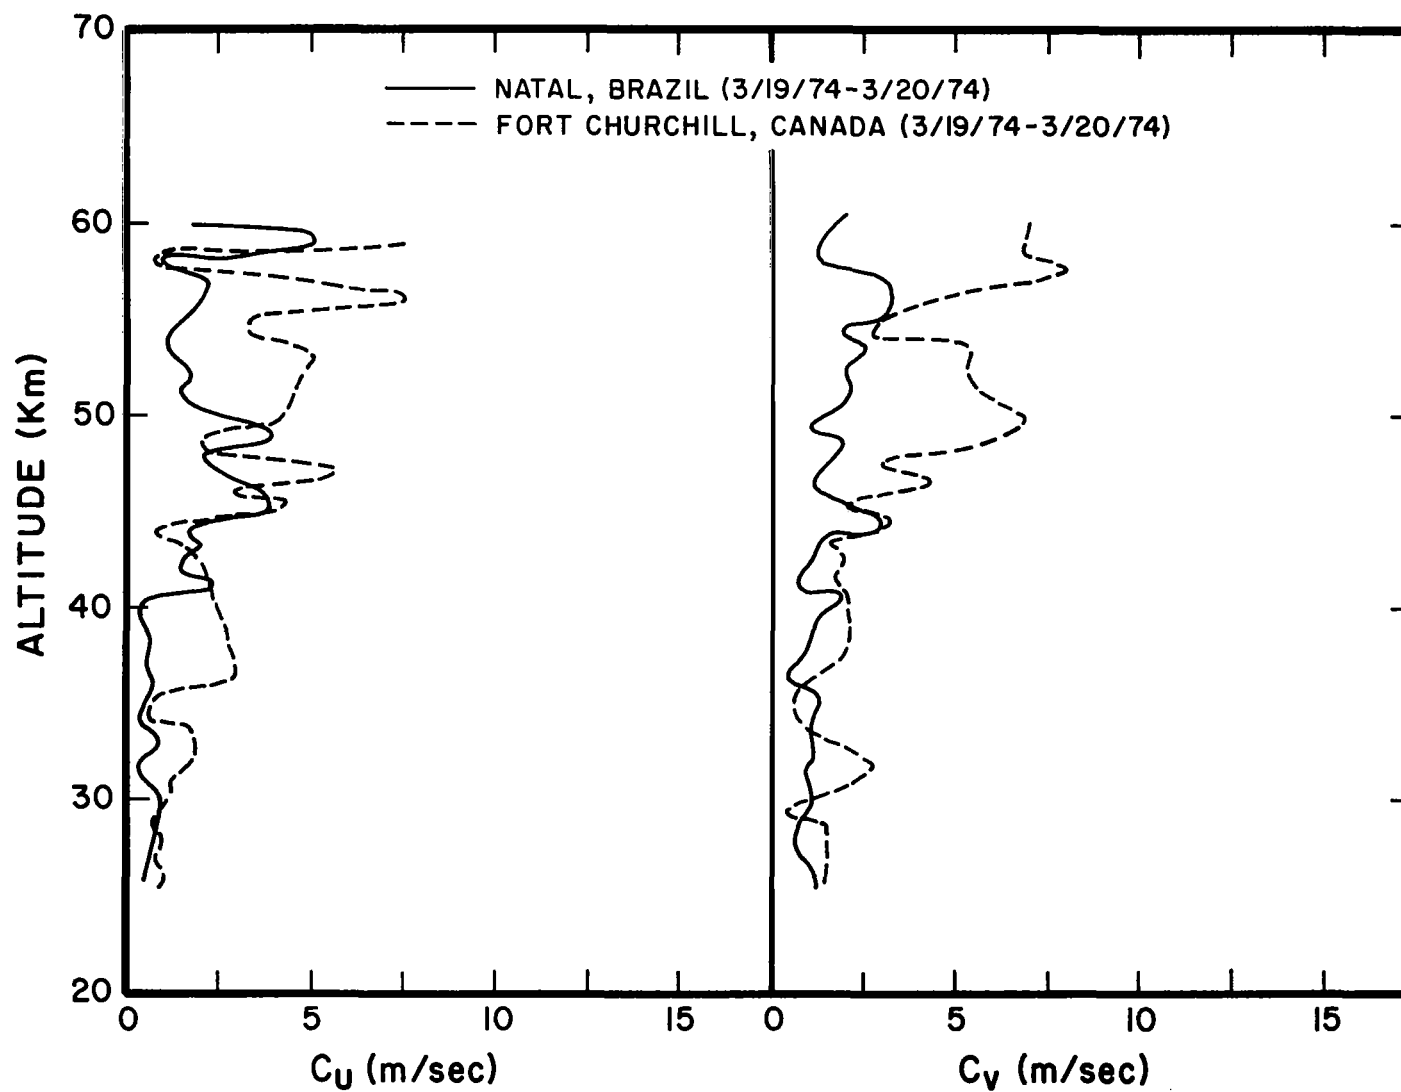 70
NATAL, BRAZIL (3/19/74-3/20/74)
FORT CHURCHILL, CANADA (3/19/74-3/20/74)
60
50
40
30
20
ALTITUDE (Km)
0 5 10 15 0 5 10 15
CU (m/sec) CV (m/sec)